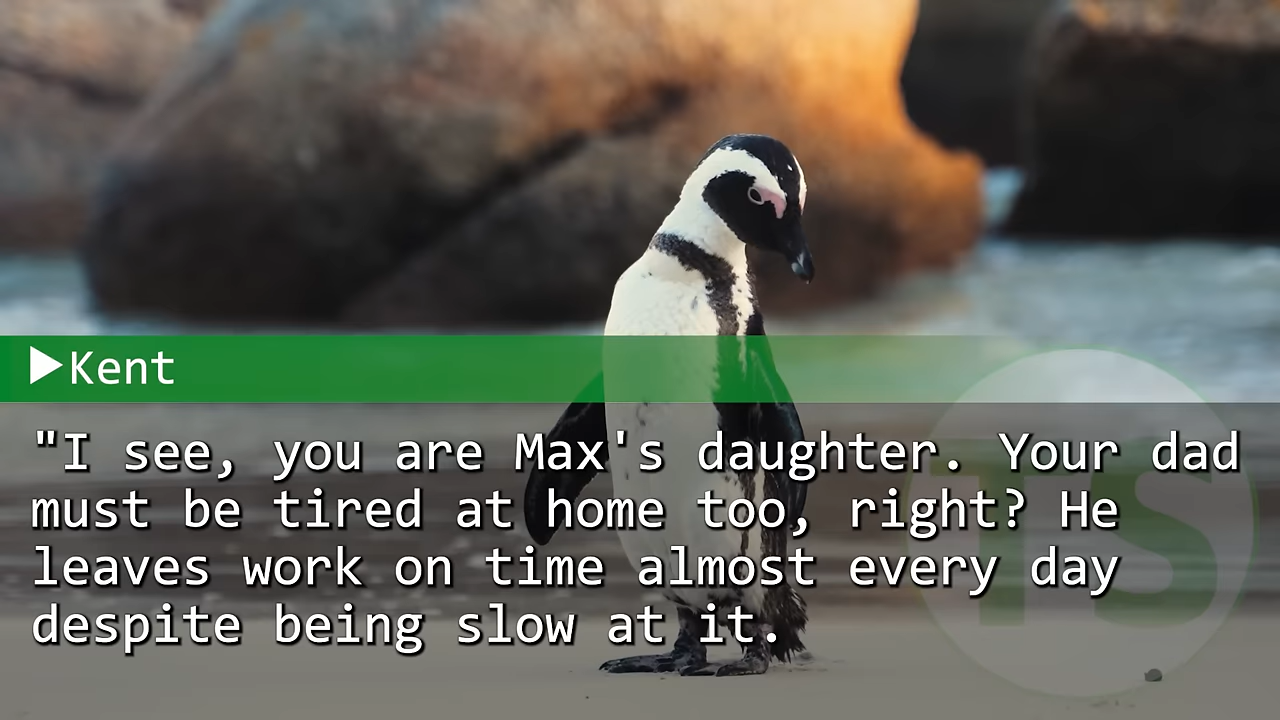 ▶Kent
"I see, you are Max's daughter. Your dad
must be tired at home too, right? He
leaves work on time almost every day
despite being slow at it.
TS